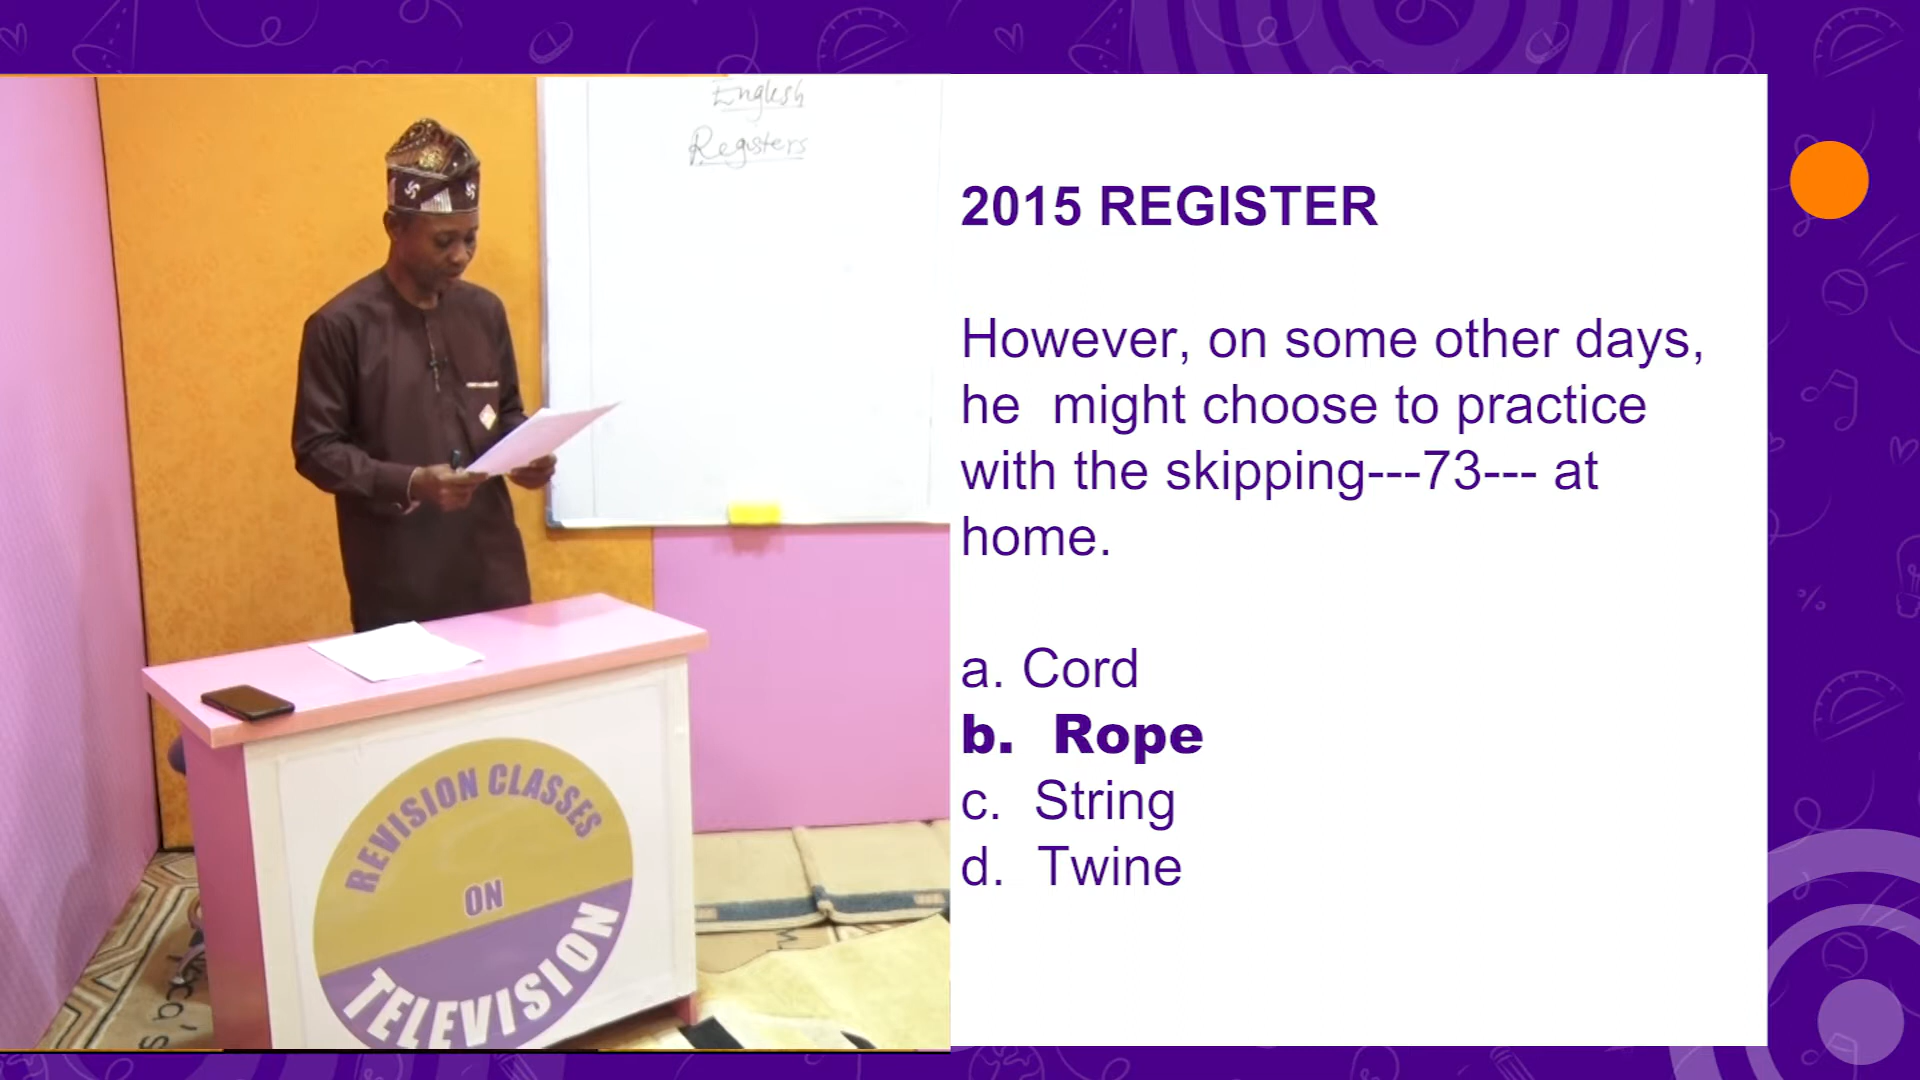 English
Registers
REVISION CLASSES
ON
TELEVISION
2015 REGISTER
However, on some other days,
he might choose to practice
with the skipping---73--- at
home.
a. Cord
b. Rope
c. String
d. Twine